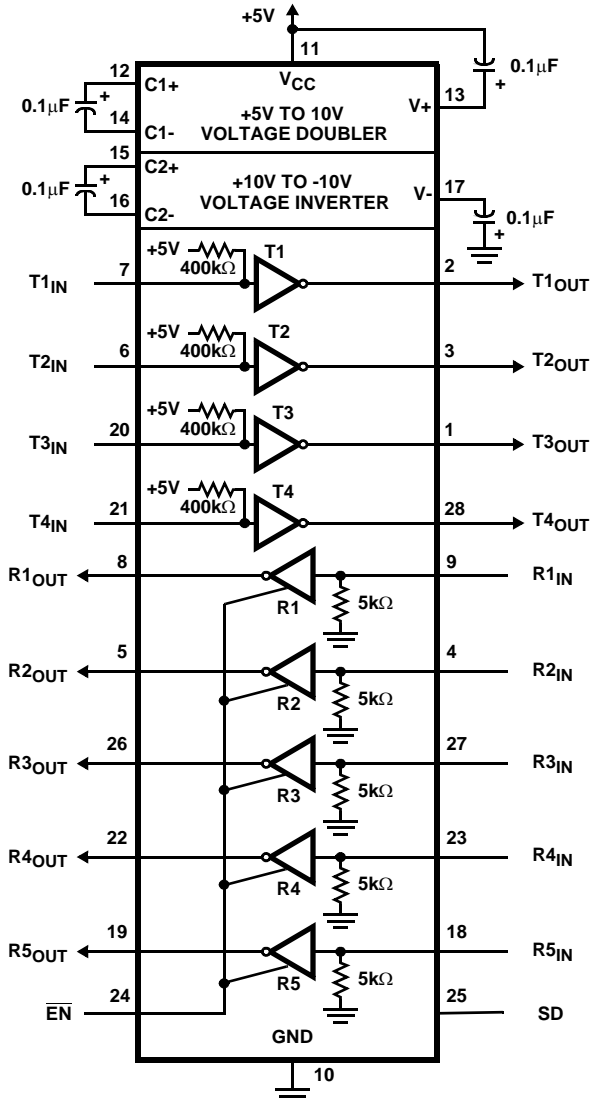 +5V
11
12
C1+
V_CC
+
0.1μF
0.1μF
+
13
V+
14
C1-
+5V TO 10V
VOLTAGE DOUBLER
15
C2+
+
0.1μF
16
C2-
+10V TO -10V
VOLTAGE INVERTER
V-
17
0.1μF
+
+5V
400kΩ
T1
T1IN
7
2
T1OUT
+5V
400kΩ
T2
T2IN
6
3
T2OUT
+5V
400kΩ
T3
T3IN
20
1
T3OUT
+5V
400kΩ
T4
T4IN
21
28
T4OUT
R1OUT
8
9
R1IN
R1
5kΩ
R2OUT
5
4
R2IN
R2
5kΩ
R3OUT
26
27
R3IN
R3
5kΩ
R4OUT
22
23
R4IN
R4
5kΩ
R5OUT
19
18
R5IN
R5
5kΩ
EN
24
25
SD
GND
10